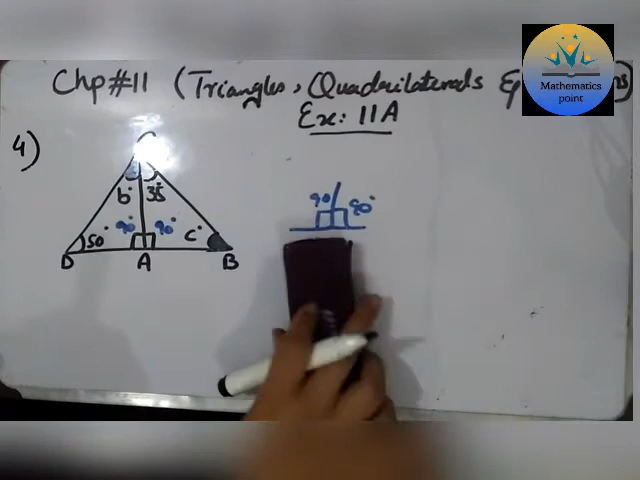 Chp#11 (Triangles, Quadrilaterals
Ex: 11A
Mathematics
point
4)
C
b° 35°
90° 90°
50° c°
D A B
90 90°